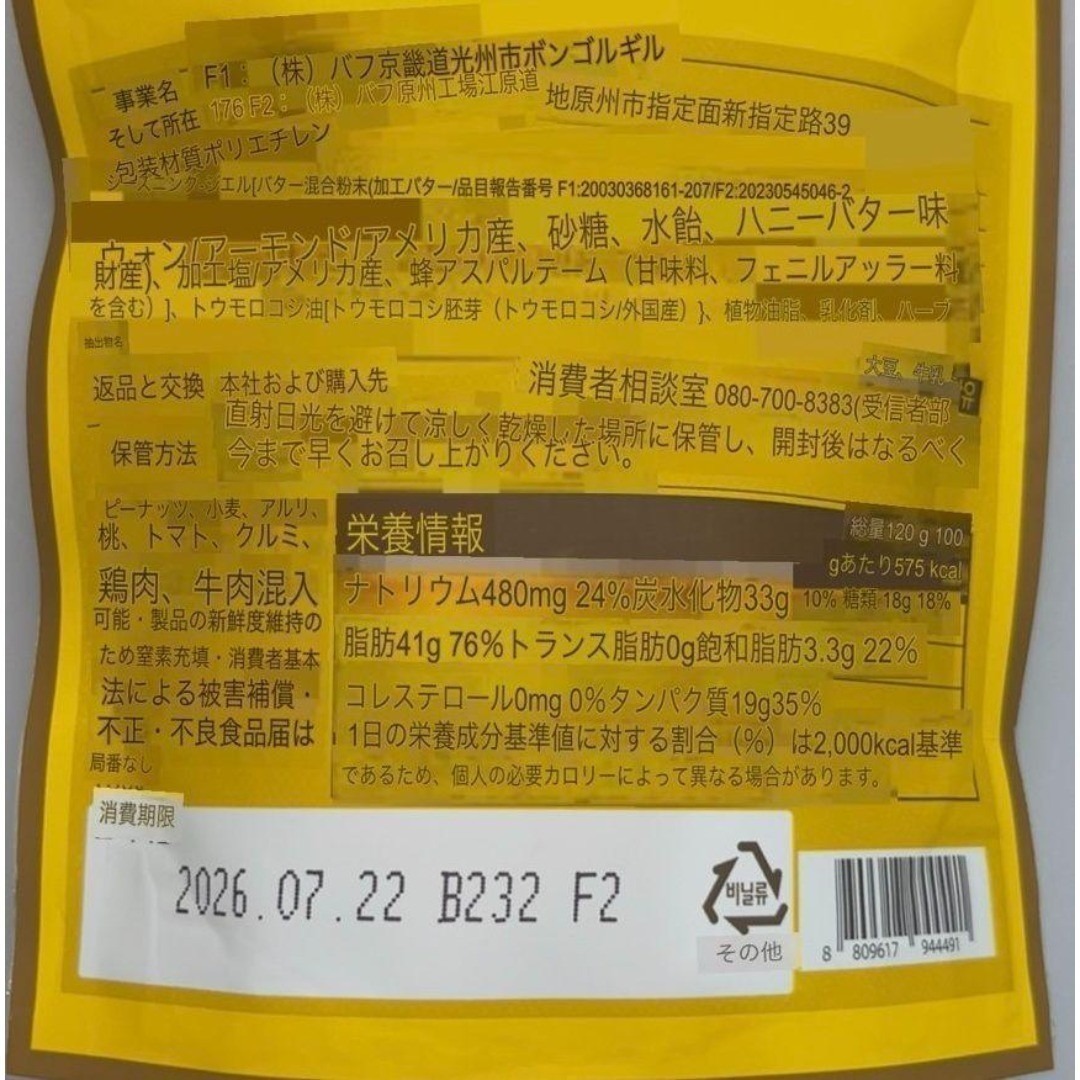 事業名 F1：（株）バフ京畿道光州市ボンゴルギル
そして所在 176 F2：（株）バフ原州工場江原道 地原州市指定面新指定路39
包装材質ポリエチレン
シーズニング·ジエル[バター混合粉末(加工バター/品目報告番号 F1:20030368161-207/F2:20230545046-2
ウォン/アーモンド/アメリカ産、砂糖、水飴、ハニーバター味
財産)、加工塩/アメリカ産、蜂アスパルテーム（甘味料、フェニルアッラー料
を含む）]、トウモロコシ油[トウモロコシ胚芽（トウモロコシ/外国産）}、植物油脂、乳化剤、ハーブ
抽出物名
大豆、牛乳
返品と交換 本社および購入先 消費者相談室 080-700-8383(受信者部
保管方法 直射日光を避けて涼しく乾燥した場所に保管し、開封後はなるべく
今まで早くお召し上がりください。
ピーナッツ、小麦、アルリ、
桃、トマト、クルミ、
鶏肉、牛肉混入
可能・製品の新鮮度維持の
ため窒素充填・消費者基本
法による被害補償・
不正・不良食品届は
局番なし
栄養情報 総量120 g 100
gあたり575 kcal
ナトリウム480mg 24%炭水化物33g 10% 糖類 18g 18%
脂肪41g 76%トランス脂肪0g飽和脂肪3.3g 22%
コレステロール0mg 0%タンパク質19g35%
1日の栄養成分基準値に対する割合（%）は2,000kcal基準
であるため、個人の必要カロリーによって異なる場合があります。
消費期限
2026.07.22 B232 F2
비닐류
その他
8 809617 944491